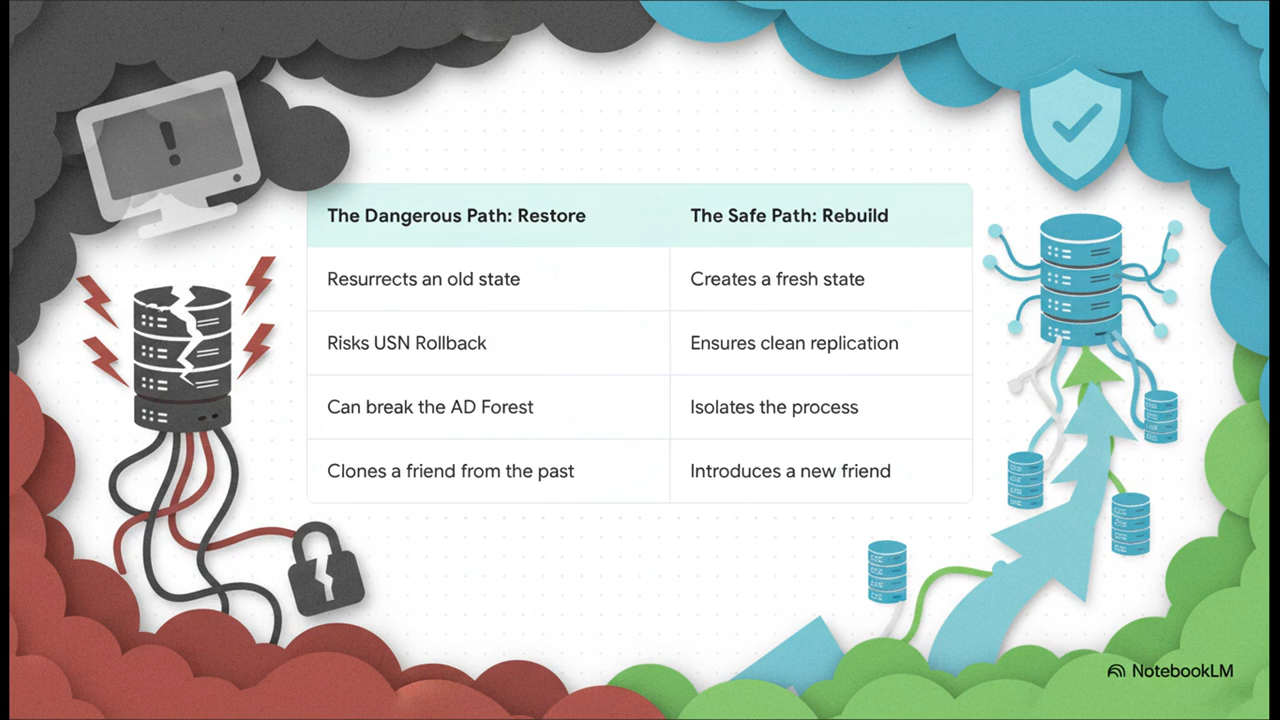 The Dangerous Path: Restore
The Safe Path: Rebuild
Resurrects an old state
Creates a fresh state
Risks USN Rollback
Ensures clean replication
Can break the AD Forest
Isolates the process
Clones a friend from the past
Introduces a new friend
NotebookLM